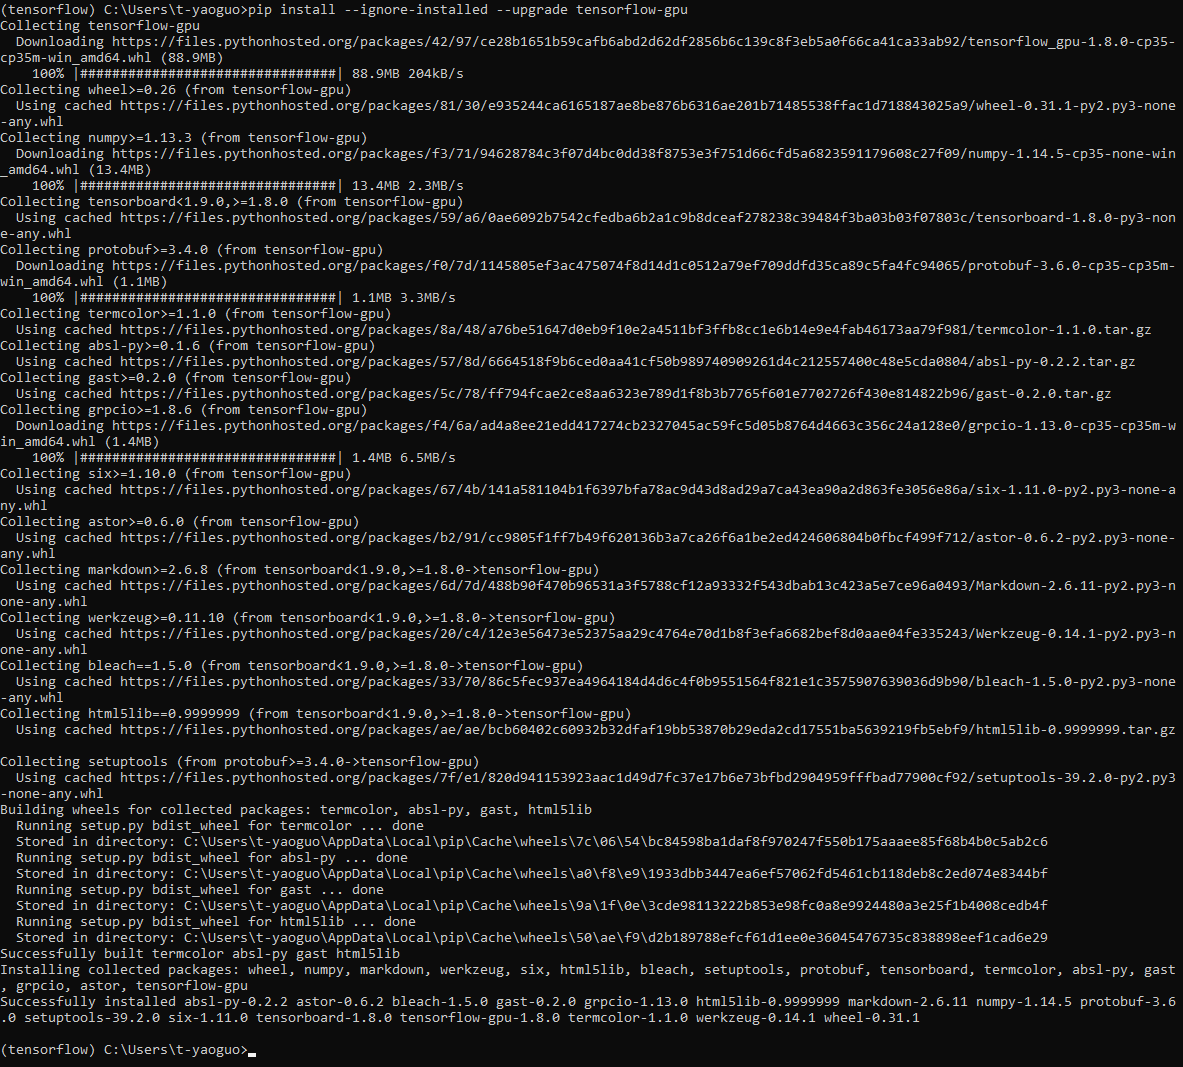 (tensorflow) C:\Users\t-yaoguo>pip install --ignore-installed --upgrade tensorflow-gpu
Collecting tensorflow-gpu
  Downloading https://files.pythonhosted.org/packages/42/97/ce28b1651b59cafb6abd2d62df2856b6c139c8f3eb5a0f66ca41ca33ab92/tensorflow_gpu-1.8.0-cp35-
cp35m-win_amd64.whl (88.9MB)
    100% |################################| 88.9MB 204kB/s
Collecting wheel>=0.26 (from tensorflow-gpu)
  Using cached https://files.pythonhosted.org/packages/81/30/e935244ca6165187ae8be876b6316ae201b71485538ffac1d718843025a9/wheel-0.31.1-py2.py3-none
-any.whl
Collecting numpy>=1.13.3 (from tensorflow-gpu)
  Downloading https://files.pythonhosted.org/packages/f3/71/94628784c3f07d4bc0dd38f8753e3f751d66cfd5a6823591179608c27f09/numpy-1.14.5-cp35-none-win
_amd64.whl (13.4MB)
    100% |################################| 13.4MB 2.3MB/s
Collecting tensorboard<1.9.0,>=1.8.0 (from tensorflow-gpu)
  Using cached https://files.pythonhosted.org/packages/59/a6/0ae6092b7542cfedba6b2a1c9b8dceaf278238c39484f3ba03b03f07803c/tensorboard-1.8.0-py3-non
e-any.whl
Collecting protobuf>=3.4.0 (from tensorflow-gpu)
  Downloading https://files.pythonhosted.org/packages/f0/7d/1145805ef3ac475074f8d14d1c0512a79ef709ddfd35ca89c5fa4fc94065/protobuf-3.6.0-cp35-cp35m-
win_amd64.whl (1.1MB)
    100% |################################| 1.1MB 3.3MB/s
Collecting termcolor>=1.1.0 (from tensorflow-gpu)
  Using cached https://files.pythonhosted.org/packages/8a/48/a76be51647d0eb9f10e2a4511bf3ffb8cc1e6b14e9e4fab46173aa79f981/termcolor-1.1.0.tar.gz
Collecting absl-py>=0.1.6 (from tensorflow-gpu)
  Using cached https://files.pythonhosted.org/packages/57/8d/6664518f9b6ced0aa41cf50b989740909261d4c212557400c48e5cda0804/absl-py-0.2.2.tar.gz
Collecting gast>=0.2.0 (from tensorflow-gpu)
  Using cached https://files.pythonhosted.org/packages/5c/78/ff794fcae2ce8aa6323e789d1f8b3b7765f601e7702726f430e814822b96/gast-0.2.0.tar.gz
Collecting grpcio>=1.8.6 (from tensorflow-gpu)
  Downloading https://files.pythonhosted.org/packages/f4/6a/ad4a8ee21edd417274cb2327045ac59fc5d05b8764d4663c356c24a128e0/grpcio-1.13.0-cp35-cp35m-w
in_amd64.whl (1.4MB)
    100% |################################| 1.4MB 6.5MB/s
Collecting six>=1.10.0 (from tensorflow-gpu)
  Using cached https://files.pythonhosted.org/packages/67/4b/141a581104b1f6397bfa78ac9d43d8ad29a7ca43ea90a2d863fe3056e86a/six-1.11.0-py2.py3-none-a
ny.whl
Collecting astor>=0.6.0 (from tensorflow-gpu)
  Using cached https://files.pythonhosted.org/packages/b2/91/cc9805f1ff7b49f620136b3a7ca26f6a1be2ed424606804b0fbcf499f712/astor-0.6.2-py2.py3-none-
any.whl
Collecting markdown>=2.6.8 (from tensorboard<1.9.0,>=1.8.0->tensorflow-gpu)
  Using cached https://files.pythonhosted.org/packages/6d/7d/488b90f470b96531a3f5788cf12a93332f543dbab13c423a5e7ce96a0493/Markdown-2.6.11-py2.py3-n
one-any.whl
Collecting werkzeug>=0.11.10 (from tensorboard<1.9.0,>=1.8.0->tensorflow-gpu)
  Using cached https://files.pythonhosted.org/packages/20/c4/12e3e56473e52375aa29c4764e70d1b8f3efa6682bef8d0aae04fe335243/Werkzeug-0.14.1-py2.py3-n
one-any.whl
Collecting bleach==1.5.0 (from tensorboard<1.9.0,>=1.8.0->tensorflow-gpu)
  Using cached https://files.pythonhosted.org/packages/33/70/86c5fec937ea4964184d4d6c4f0b9551564f821e1c3575907639036d9b90/bleach-1.5.0-py2.py3-none
-any.whl
Collecting html5lib==0.9999999 (from tensorboard<1.9.0,>=1.8.0->tensorflow-gpu)
  Using cached https://files.pythonhosted.org/packages/ae/ae/bcb60402c60932b32dfaf19bb53870b29eda2cd17551ba5639219fb5ebf9/html5lib-0.9999999.tar.gz

Collecting setuptools (from protobuf>=3.4.0->tensorflow-gpu)
  Using cached https://files.pythonhosted.org/packages/7f/e1/820d941153923aac1d49d7fc37e17b6e73bfbd2904959fffbad77900cf92/setuptools-39.2.0-py2.py3
-none-any.whl
Building wheels for collected packages: termcolor, absl-py, gast, html5lib
  Running setup.py bdist_wheel for termcolor ... done
  Stored in directory: C:\Users\t-yaoguo\AppData\Local\pip\Cache\wheels\7c\06\54\bc84598ba1daf8f970247f550b175aaaee85f68b4b0c5ab2c6
  Running setup.py bdist_wheel for absl-py ... done
  Stored in directory: C:\Users\t-yaoguo\AppData\Local\pip\Cache\wheels\a0\f8\e9\1933dbb3447ea6ef57062fd5461cb118deb8c2ed074e8344bf
  Running setup.py bdist_wheel for gast ... done
  Stored in directory: C:\Users\t-yaoguo\AppData\Local\pip\Cache\wheels\9a\1f\0e\3cde98113222b853e98fc0a8e9924480a3e25f1b4008cedb4f
  Running setup.py bdist_wheel for html5lib ... done
  Stored in directory: C:\Users\t-yaoguo\AppData\Local\pip\Cache\wheels\50\ae\f9\d2b189788efcf61d1ee0e36045476735c838898eef1cad6e29
Successfully built termcolor absl-py gast html5lib
Installing collected packages: wheel, numpy, markdown, werkzeug, six, html5lib, bleach, setuptools, protobuf, tensorboard, termcolor, absl-py, gast
, grpcio, astor, tensorflow-gpu
Successfully installed absl-py-0.2.2 astor-0.6.2 bleach-1.5.0 gast-0.2.0 grpcio-1.13.0 html5lib-0.9999999 markdown-2.6.11 numpy-1.14.5 protobuf-3.6
.0 setuptools-39.2.0 six-1.11.0 tensorboard-1.8.0 tensorflow-gpu-1.8.0 termcolor-1.1.0 werkzeug-0.14.1 wheel-0.31.1

(tensorflow) C:\Users\t-yaoguo>